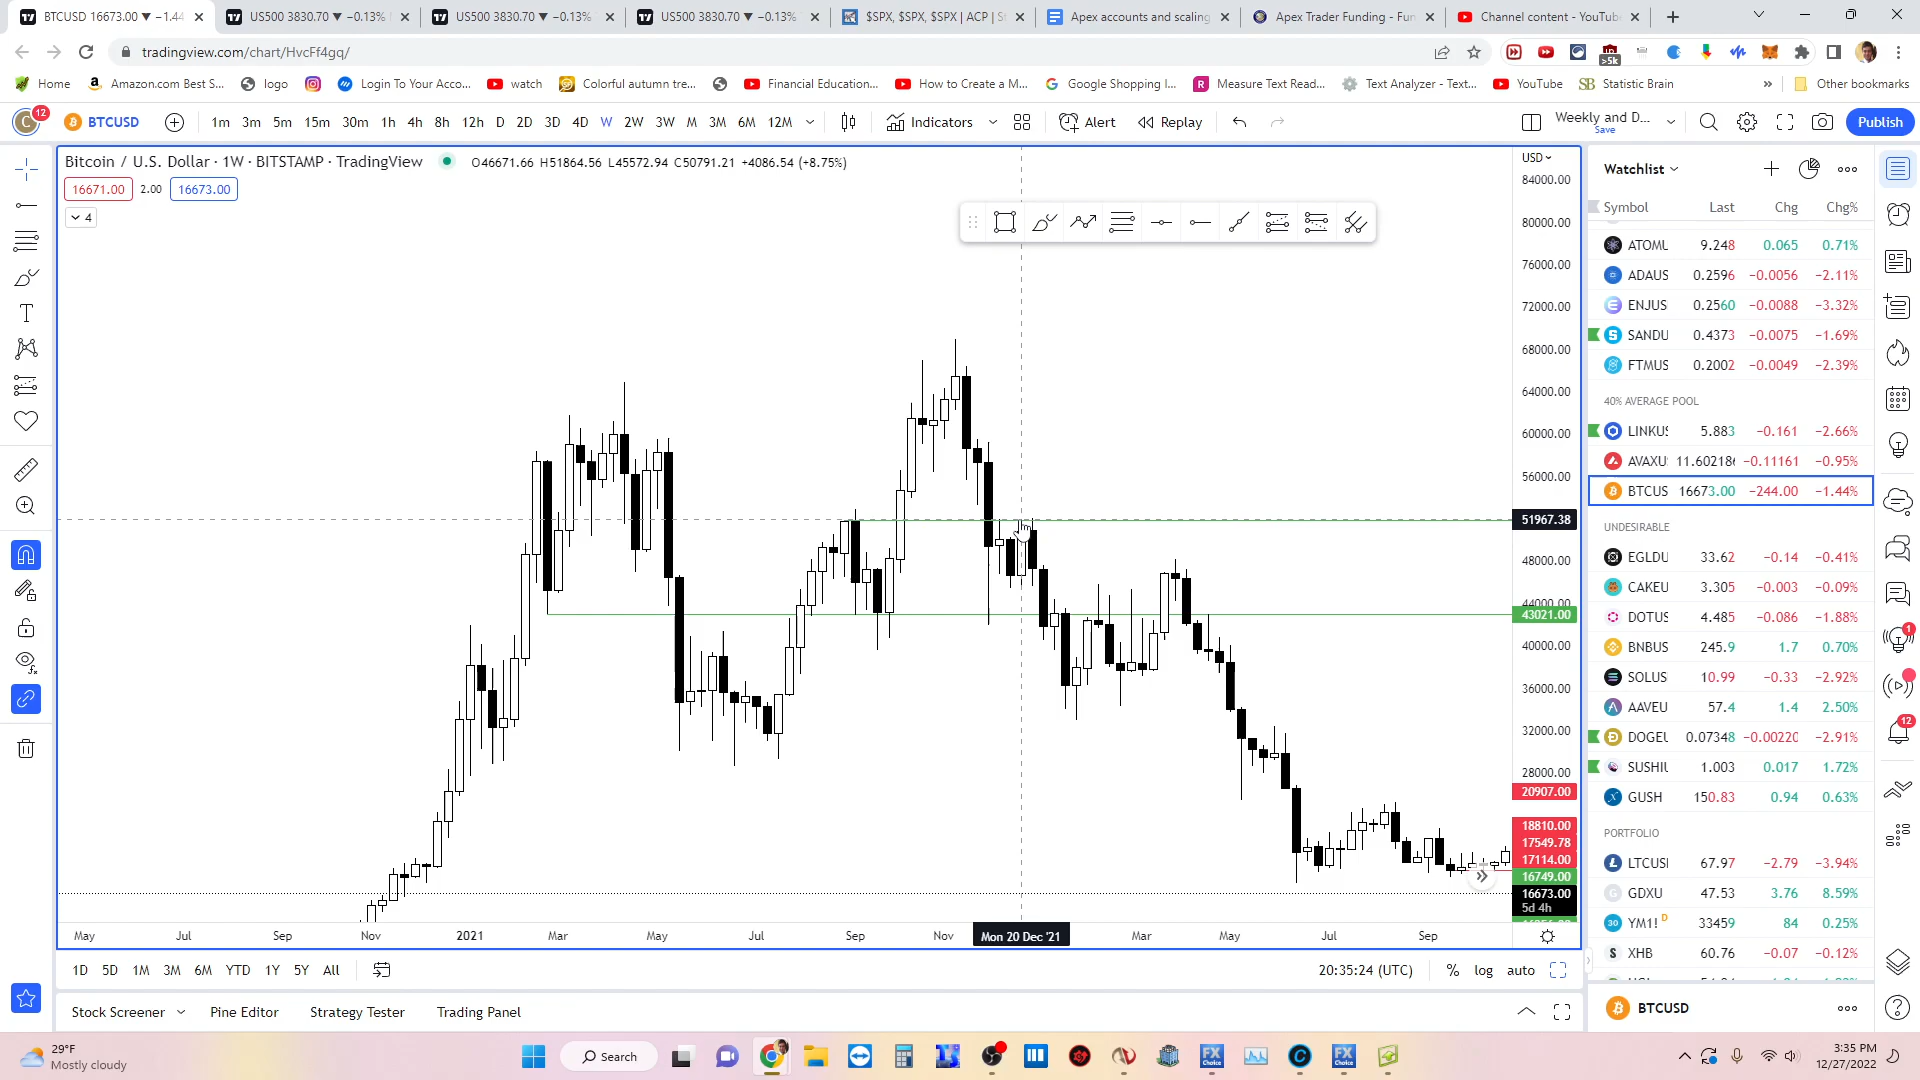 BTCUSD 16673.00 ▼ −1.44
US500 3830.70 ▼ −0.13%
US500 3830.70 ▼ −0.13%
US500 3830.70 ▼ −0.13%
$SPX, $SPX, $SPX | ACP | St
Apex accounts and scaling
Apex Trader Funding - Fun
Channel content - YouTube
tradingview.com/chart/HvcFf4gq/
>5k
Home
Amazon.com Best S...
logo
Login To Your Acco...
watch
Colorful autumn tre...
Financial Education...
How to Create a M...
Google Shopping I...
Measure Text Read...
Text Analyzer - Text...
YouTube
SB
Statistic Brain
»
Other bookmarks
C
12
BTCUSD
1m 3m 5m 15m 30m 1h 4h 8h 12h D 2D 3D 4D W 2W 3W M 3M 6M 12M
Indicators
Alert
Replay
Weekly and D...
Save
Publish
Bitcoin / U.S. Dollar · 1W · BITSTAMP · TradingView
O46671.66 H51864.56 L45572.94 C50791.21 +4086.54 (+8.75%)
16671.00 2.00 16673.00
4
USD
84000.00
80000.00
76000.00
72000.00
68000.00
64000.00
60000.00
56000.00
51967.38
48000.00
44000.00
43021.00
40000.00
36000.00
32000.00
28000.00
20907.00
18810.00
17549.78
17114.00
16749.00
16673.00
5d 4h
May Jul Sep Nov 2021 Mar May Jul Sep Nov Mon 20 Dec '21 Mar May Jul Sep
1D 5D 1M 3M 6M YTD 1Y 5Y All
20:35:24 (UTC)
% log auto
Stock Screener
Pine Editor
Strategy Tester
Trading Panel
Watchlist
Symbol Last Chg Chg%
ATOMU 9.248 0.065 0.71%
ADAUS 0.2596 −0.0056 −2.11%
ENJUS 0.2560 −0.0088 −3.32%
SANDU 0.4373 −0.0075 −1.69%
FTMUS 0.2002 −0.0049 −2.39%
40% AVERAGE POOL
LINKUS 5.883 −0.161 −2.66%
AVAXU 11.602186 −0.11161 −0.95%
BTCUS 16673.00 −244.00 −1.44%
UNDESIRABLE
EGLDU 33.62 −0.14 −0.41%
CAKEU 3.305 −0.003 −0.09%
DOTUS 4.485 −0.086 −1.88%
BNBUS 245.9 1.7 0.70%
SOLUS 10.99 −0.33 −2.92%
AAVEU 57.4 1.4 2.50%
DOGEU 0.07348 −0.00220 −2.91%
SUSHIU 1.003 0.017 1.72%
GUSH 150.83 0.94 0.63%
PORTFOLIO
LTCUSI 67.97 −2.79 −3.94%
GDXU 47.53 3.76 8.59%
YM1! D 33459 84 0.25%
XHB 60.76 −0.07 −0.12%
BTCUSD
1
12
29°F
Mostly cloudy
Search
3:35 PM
12/27/2022